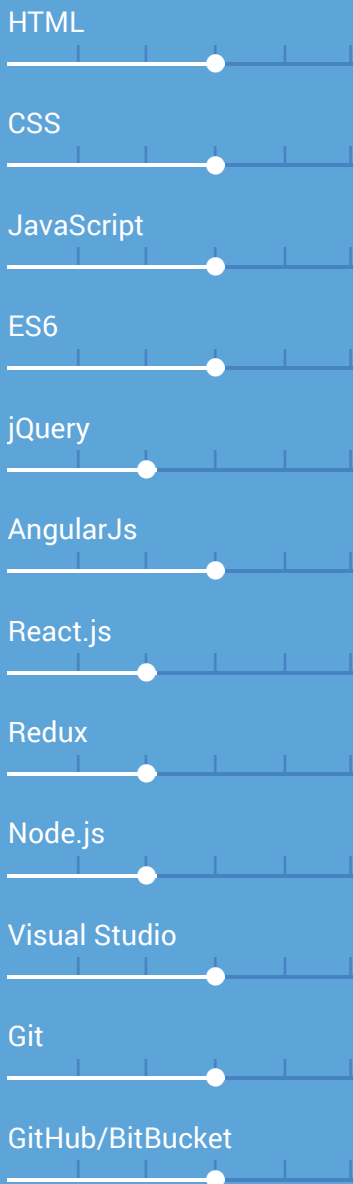 HTML
CSS
JavaScript
ES6
jQuery
AngularJs
React.js
Redux
Node.js
Visual Studio
Git
GitHub/BitBucket